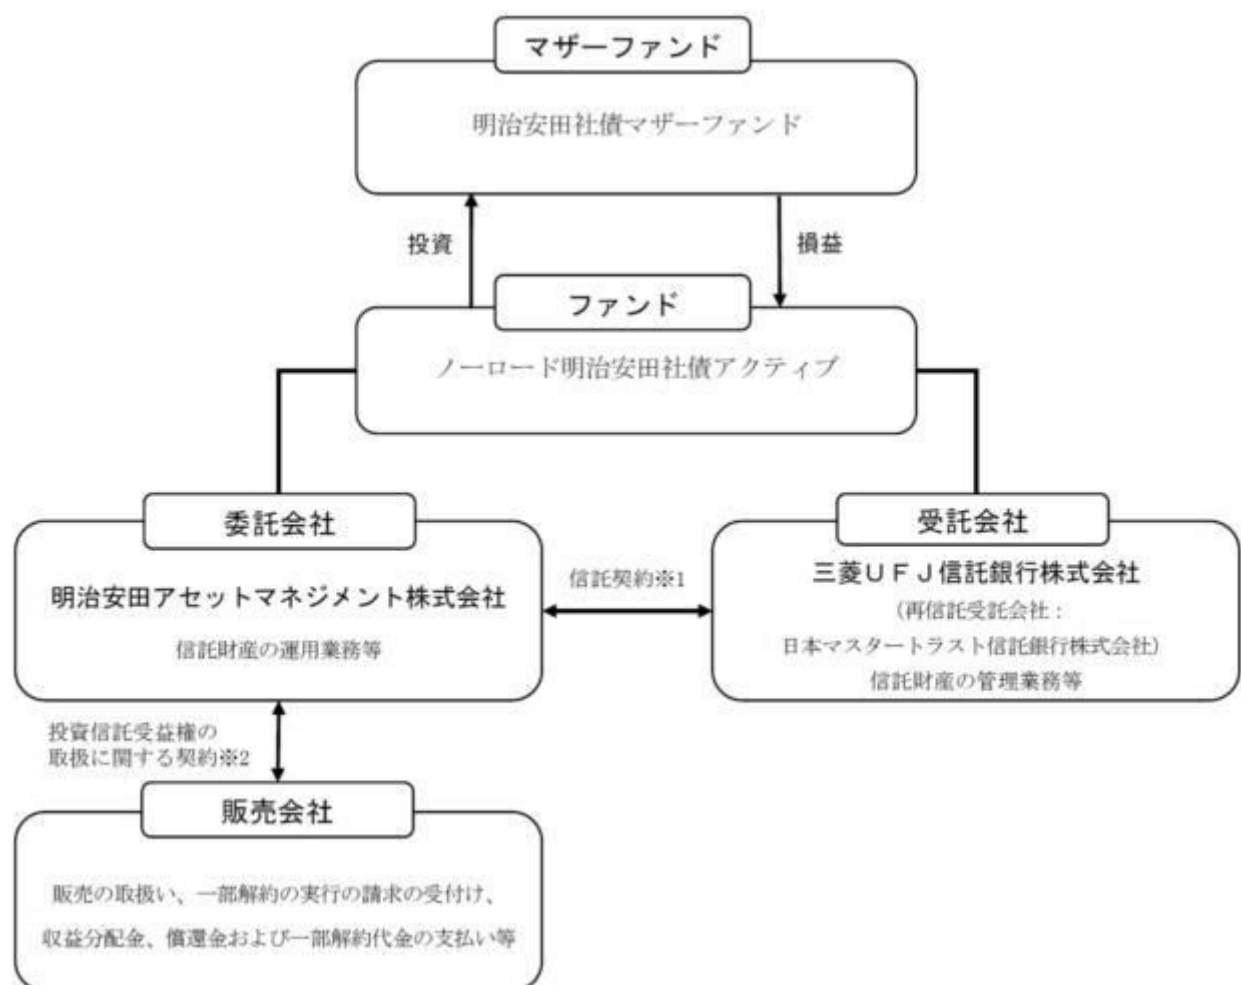 マザーファンド
明治安田社債マザーファンド
投資
損益
ファンド
ノーロード明治安田社債アクティブ
委託会社
明治安田アセットマネジメント株式会社
信託財産の運用業務等
信託契約※1
受託会社
三菱ＵＦＪ信託銀行株式会社
（再信託受託会社：
日本マスタートラスト信託銀行株式会社）
信託財産の管理業務等
投資信託受益権の
取扱に関する契約※2
販売会社
販売の取扱い、一部解約の実行の請求の受付け、
収益分配金、償還金および一部解約代金の支払い等